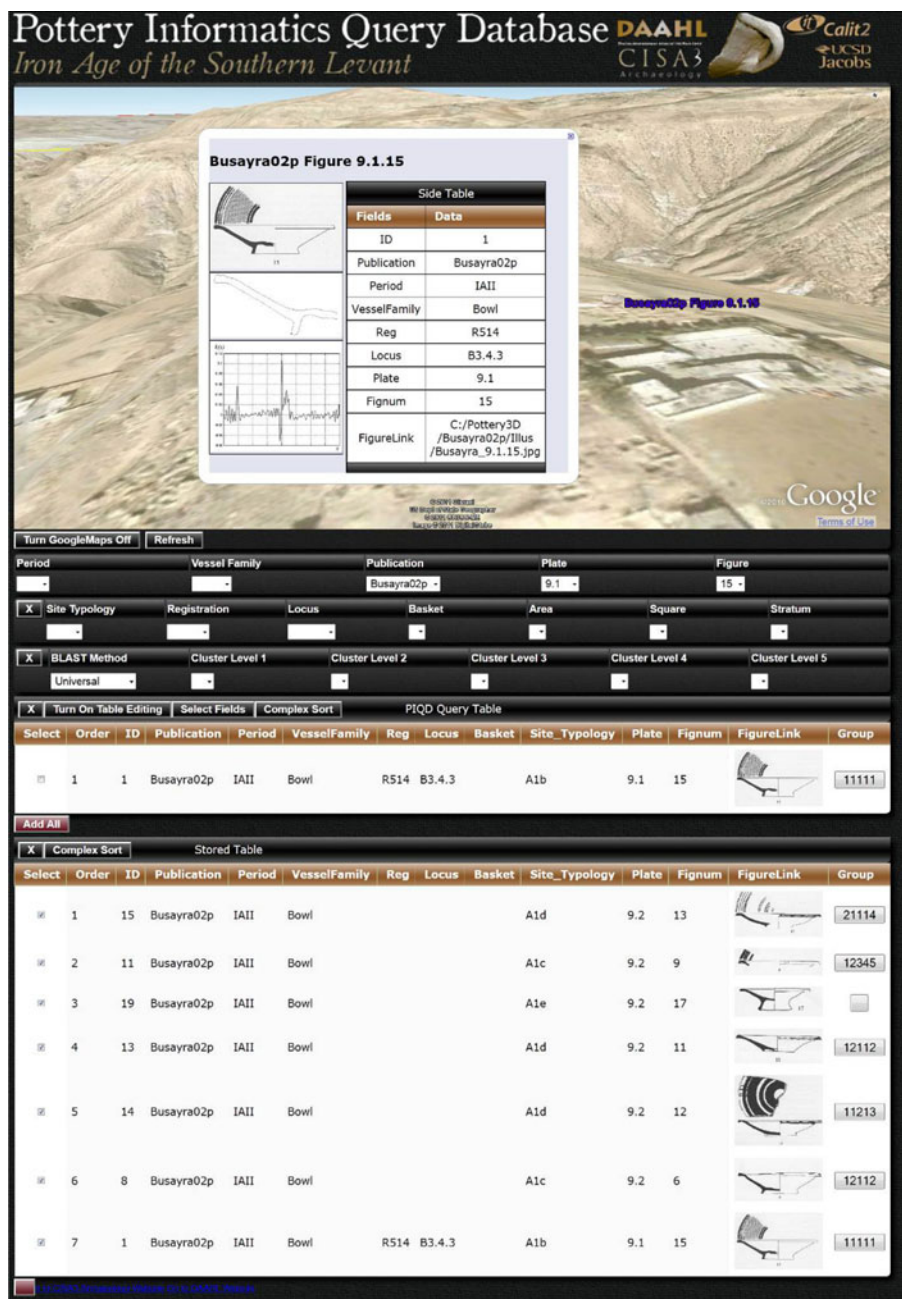 Pottery Informatics Query Database
Iron Age of the Southern Levant
DAAHL
CISA3
Archaeology
Calit2
UCSD
Jacobs
Busayra02p Figure 9.1.15
Side Table
Fields Data
ID 1
Publication Busayra02p
Period IAII
VesselFamily Bowl
Reg R514
Locus B3.4.3
Plate 9.1
Fignum 15
FigureLink C:/Pottery3D
/Busayra02p/Illus
/Busayra_9.1.15.jpg
Busayra02p Figure 9.1.15
Google
Terms of Use
Turn GoogleMaps Off Refresh
Period Vessel Family Publication Plate Figure
Busayra02p 9.1 15
X Site Typology Registration Locus Basket Area Square Stratum
X BLAST Method Cluster Level 1 Cluster Level 2 Cluster Level 3 Cluster Level 4 Cluster Level 5
Universal
X Turn On Table Editing Select Fields Complex Sort PIQD Query Table
Select Order ID Publication Period VesselFamily Reg Locus Basket Site_Typology Plate Fignum FigureLink Group
1 1 Busayra02p IAII Bowl R514 B3.4.3 A1b 9.1 15 11111
Add All
X Complex Sort Stored Table
Select Order ID Publication Period VesselFamily Reg Locus Basket Site_Typology Plate Fignum FigureLink Group
1 15 Busayra02p IAII Bowl A1d 9.2 13 21114
2 11 Busayra02p IAII Bowl A1c 9.2 9 12345
3 19 Busayra02p IAII Bowl A1e 9.2 17
4 13 Busayra02p IAII Bowl A1d 9.2 11 12112
5 14 Busayra02p IAII Bowl A1d 9.2 12 11213
6 8 Busayra02p IAII Bowl A1c 9.2 6 12112
7 1 Busayra02p IAII Bowl R514 B3.4.3 A1b 9.1 15 11111